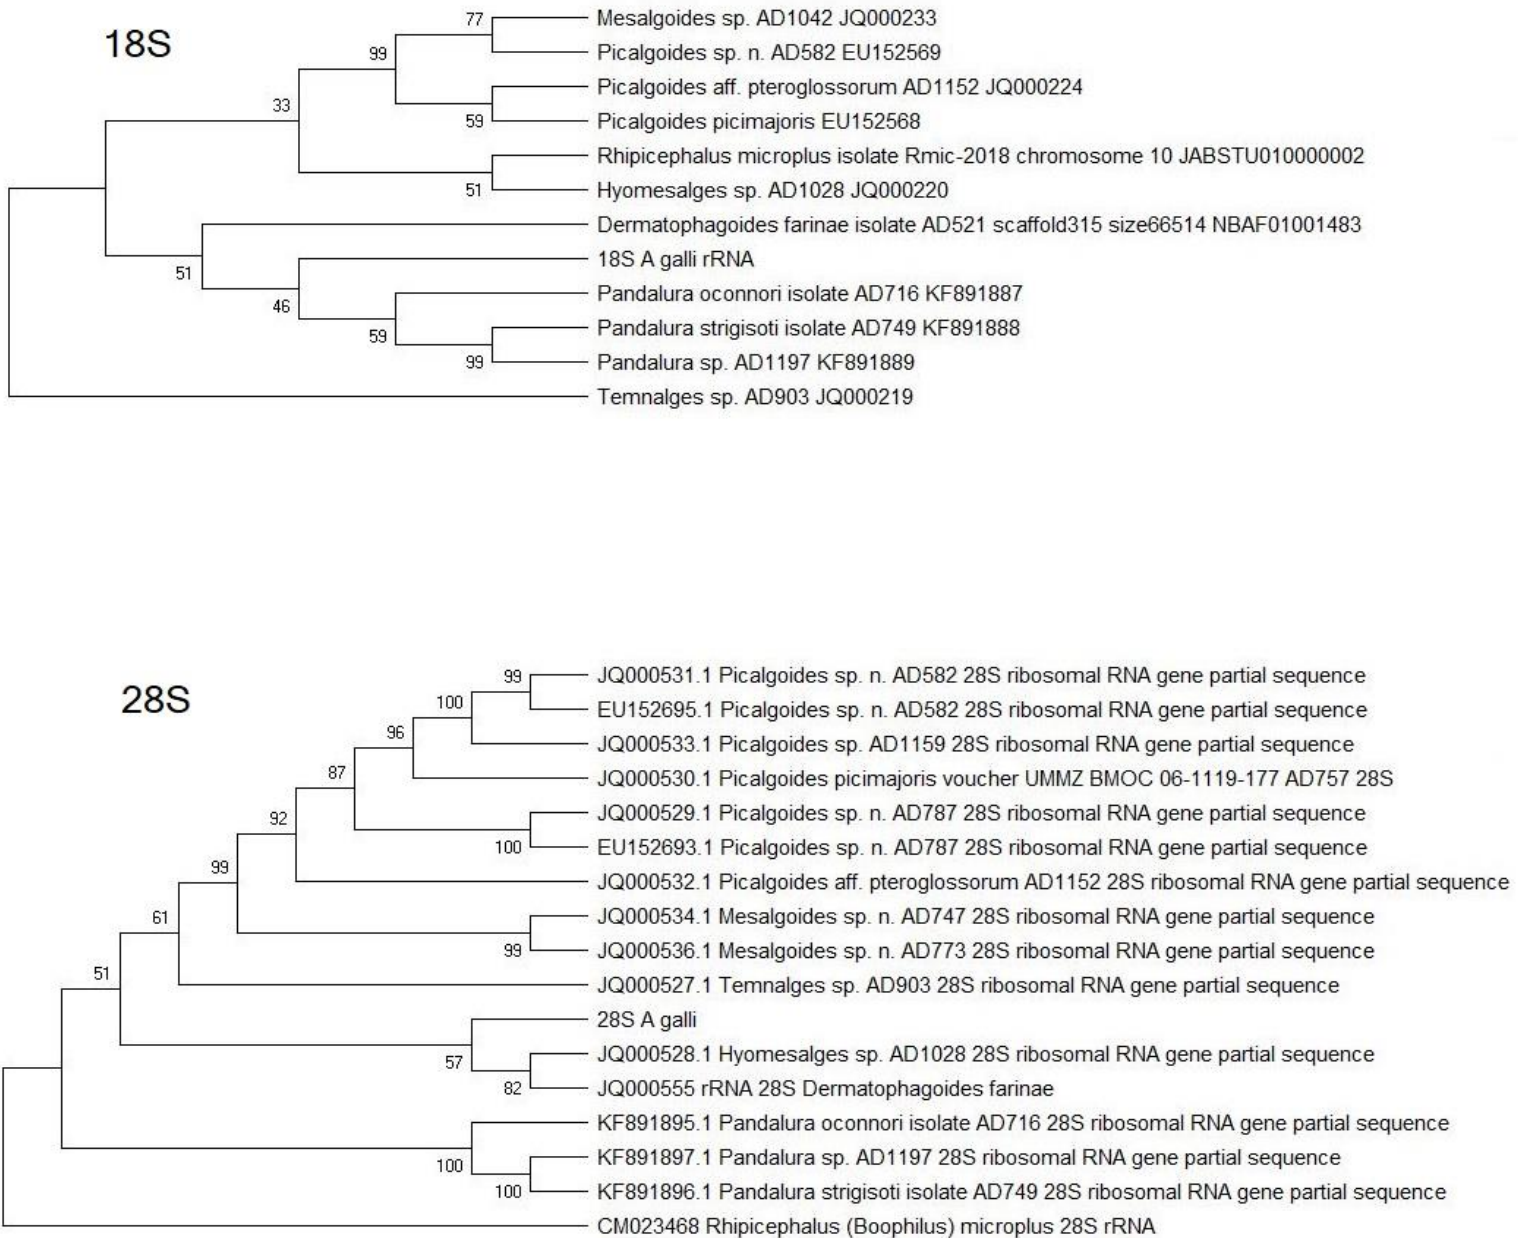 77
Mesalgoides sp. AD1042 JQ000233
18S
99
Picalgoides sp. n. AD582 EU152569
Picalgoides aff. pteroglossorum AD1152 JQ000224
33
59
Picalgoides picimajoris EU152568
Rhipicephalus microplus isolate Rmic-2018 chromosome 10 JABSTU010000002
51
Hyomesalges sp. AD1028 JQ000220
Dermatophagoides farinae isolate AD521 scaffold315 size66514 NBAF01001483
51
18S A galli rRNA
46
Pandalura oconnori isolate AD716 KF891887
59
Pandalura strigisoti isolate AD749 KF891888
99
Pandalura sp. AD1197 KF891889
Temnalges sp. AD903 JQ000219
99
JQ000531.1 Picalgoides sp. n. AD582 28S ribosomal RNA gene partial sequence
28S
100
EU152695.1 Picalgoides sp. n. AD582 28S ribosomal RNA gene partial sequence
96
JQ000533.1 Picalgoides sp. AD1159 28S ribosomal RNA gene partial sequence
87
JQ000530.1 Picalgoides picimajoris voucher UMMZ BMOC 06-1119-177 AD757 28S
92
JQ000529.1 Picalgoides sp. n. AD787 28S ribosomal RNA gene partial sequence
100
EU152693.1 Picalgoides sp. n. AD787 28S ribosomal RNA gene partial sequence
99
JQ000532.1 Picalgoides aff. pteroglossorum AD1152 28S ribosomal RNA gene partial sequence
61
JQ000534.1 Mesalgoides sp. n. AD747 28S ribosomal RNA gene partial sequence
99
JQ000536.1 Mesalgoides sp. n. AD773 28S ribosomal RNA gene partial sequence
51
JQ000527.1 Temnalges sp. AD903 28S ribosomal RNA gene partial sequence
28S A galli
57
JQ000528.1 Hyomesalges sp. AD1028 28S ribosomal RNA gene partial sequence
82
JQ000555 rRNA 28S Dermatophagoides farinae
KF891895.1 Pandalura oconnori isolate AD716 28S ribosomal RNA gene partial sequence
100
KF891897.1 Pandalura sp. AD1197 28S ribosomal RNA gene partial sequence
100
KF891896.1 Pandalura strigisoti isolate AD749 28S ribosomal RNA gene partial sequence
CM023468 Rhipicephalus (Boophilus) microplus 28S rRNA